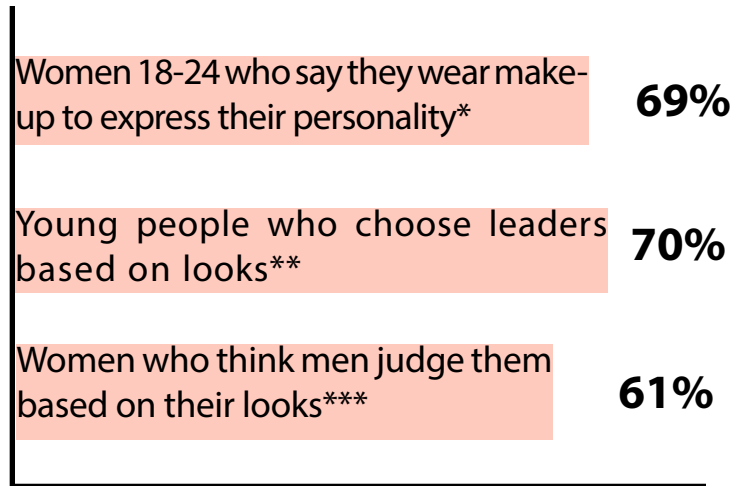 Women 18-24 who say they wear make-
up to express their personality*
69%
Young people who choose leaders
based on looks**
70%
Women who think men judge them
based on their looks***
61%